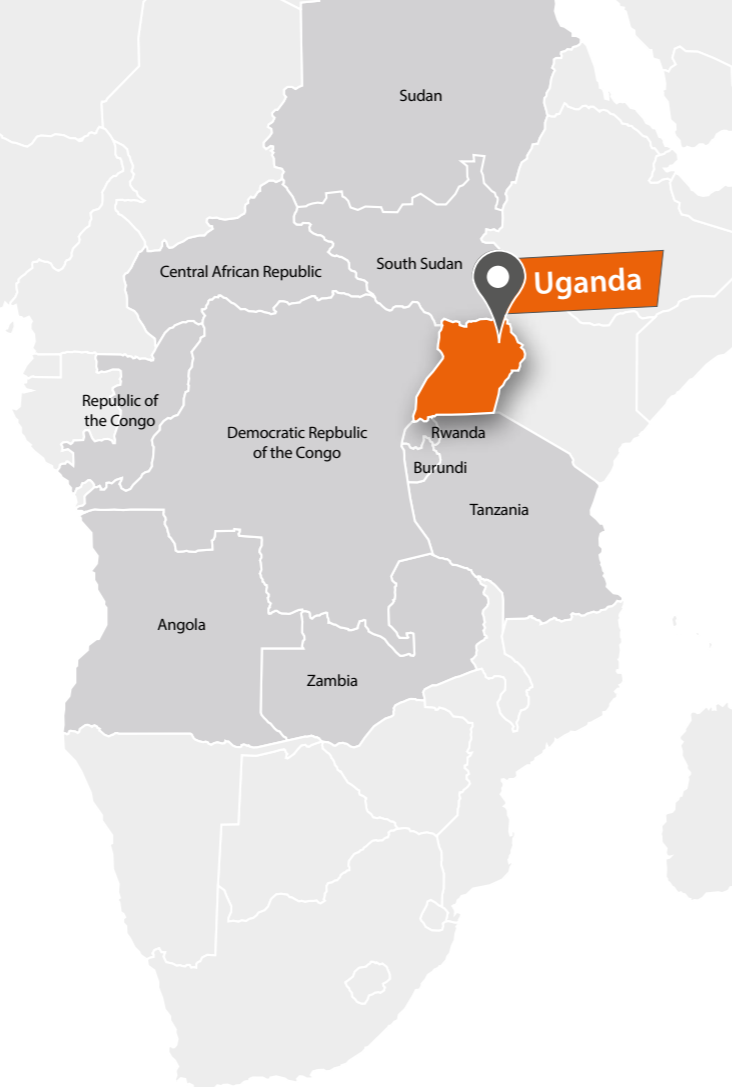 Sudan
Central African Republic
South Sudan
Uganda
Republic of
the Congo
Democratic Repbulic
of the Congo
Rwanda
Burundi
Tanzania
Angola
Zambia